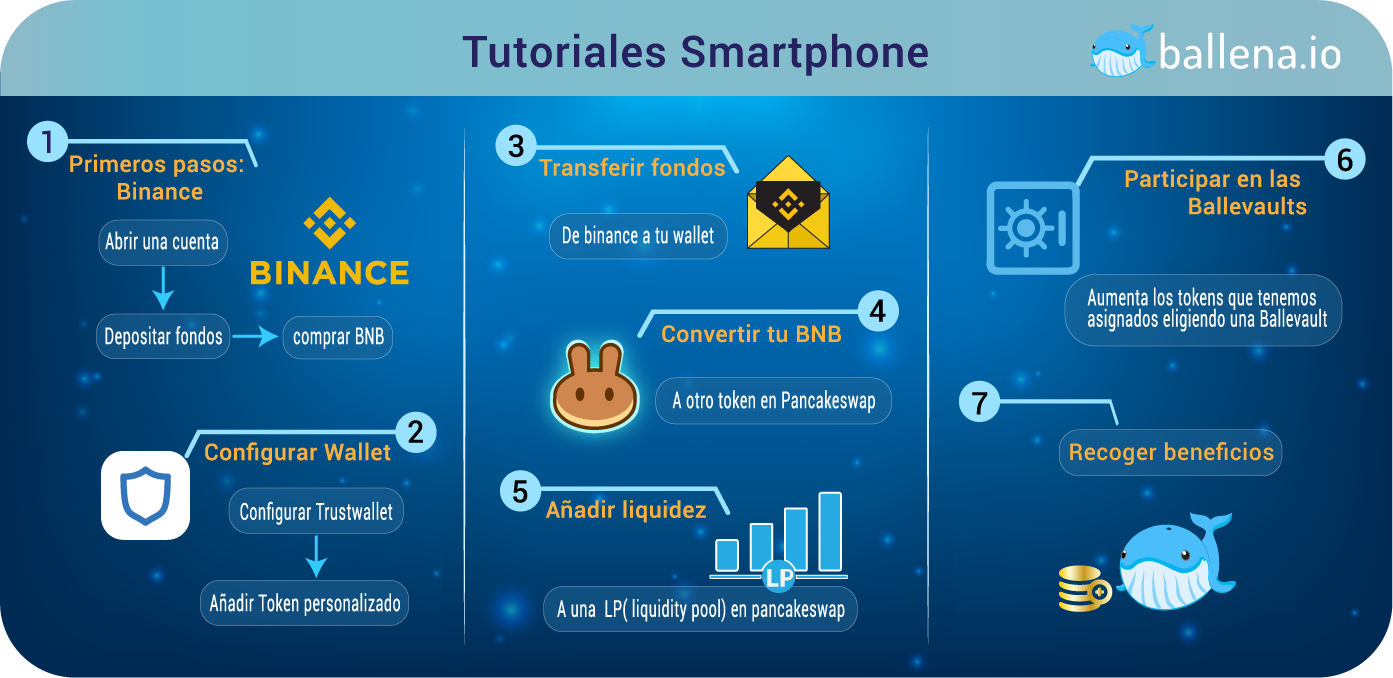 Tutoriales Smartphone
ballena.io
1
Primeros pasos:
Binance
Abrir una cuenta
BINANCE
Depositar fondos
comprar BNB
2
Configurar Wallet
Configurar Trustwallet
Añadir Token personalizado
3
Transferir fondos
De binance a tu wallet
4
Convertir tu BNB
A otro token en Pancakeswap
5
Añadir liquidez
LP
A una LP( liquidity pool) en pancakeswap
6
Participar en las
Ballevaults
Aumenta los tokens que tenemos
asignados eligiendo una Ballevault
7
Recoger beneficios